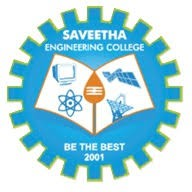 SAVEETHA
ENGINEERING COLLEGE
BE THE BEST
2001